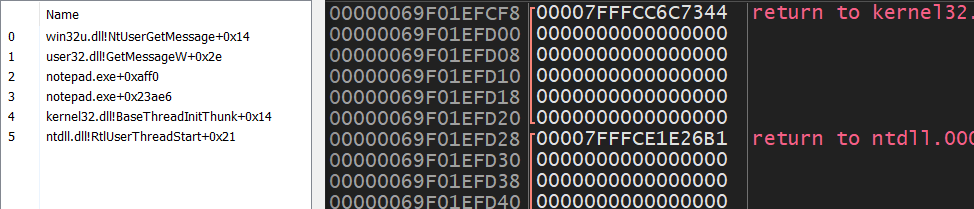 Name
0 win32u.dll!NtUserGetMessage+0x14
1 user32.dll!GetMessageW+0x2e
2 notepad.exe+0xaff0
3 notepad.exe+0x23ae6
4 kernel32.dll!BaseThreadInitThunk+0x14
5 ntdll.dll!RtlUserThreadStart+0x21
00000069F01EFCF8 00007FFFCC6C7344 return to kernel32.
00000069F01EFD00 0000000000000000
00000069F01EFD08 0000000000000000
00000069F01EFD10 0000000000000000
00000069F01EFD18 0000000000000000
00000069F01EFD20 0000000000000000
00000069F01EFD28 00007FFFCE1E26B1 return to ntdll.000
00000069F01EFD30 0000000000000000
00000069F01EFD38 0000000000000000
00000069F01EFD40 0000000000000000